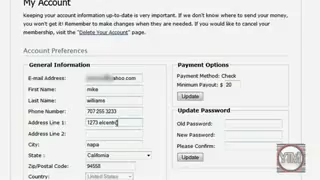 My Account
Keeping your account information up-to-date is very important. If we don't know where to send your money,
you won't get it! Remember to make changes when they are needed. If you would like to cancel your
membership, visit the "Delete Your Account" page.
Account Preferences
General Information
E-mail Address: @yahoo.com
First Name: mike
Last Name: williams
Phone Number: 707 255 3233
Address Line 1: 1273 elcentro
Address Line 2:
City: napa
State : California
Zip/Postal Code: 94558
Country: United States
Payment Options
Payment Method: Check
Minimum Payout: $ 20
Update
Update Password
Old Password:
New Password:
Please Confirm:
Update